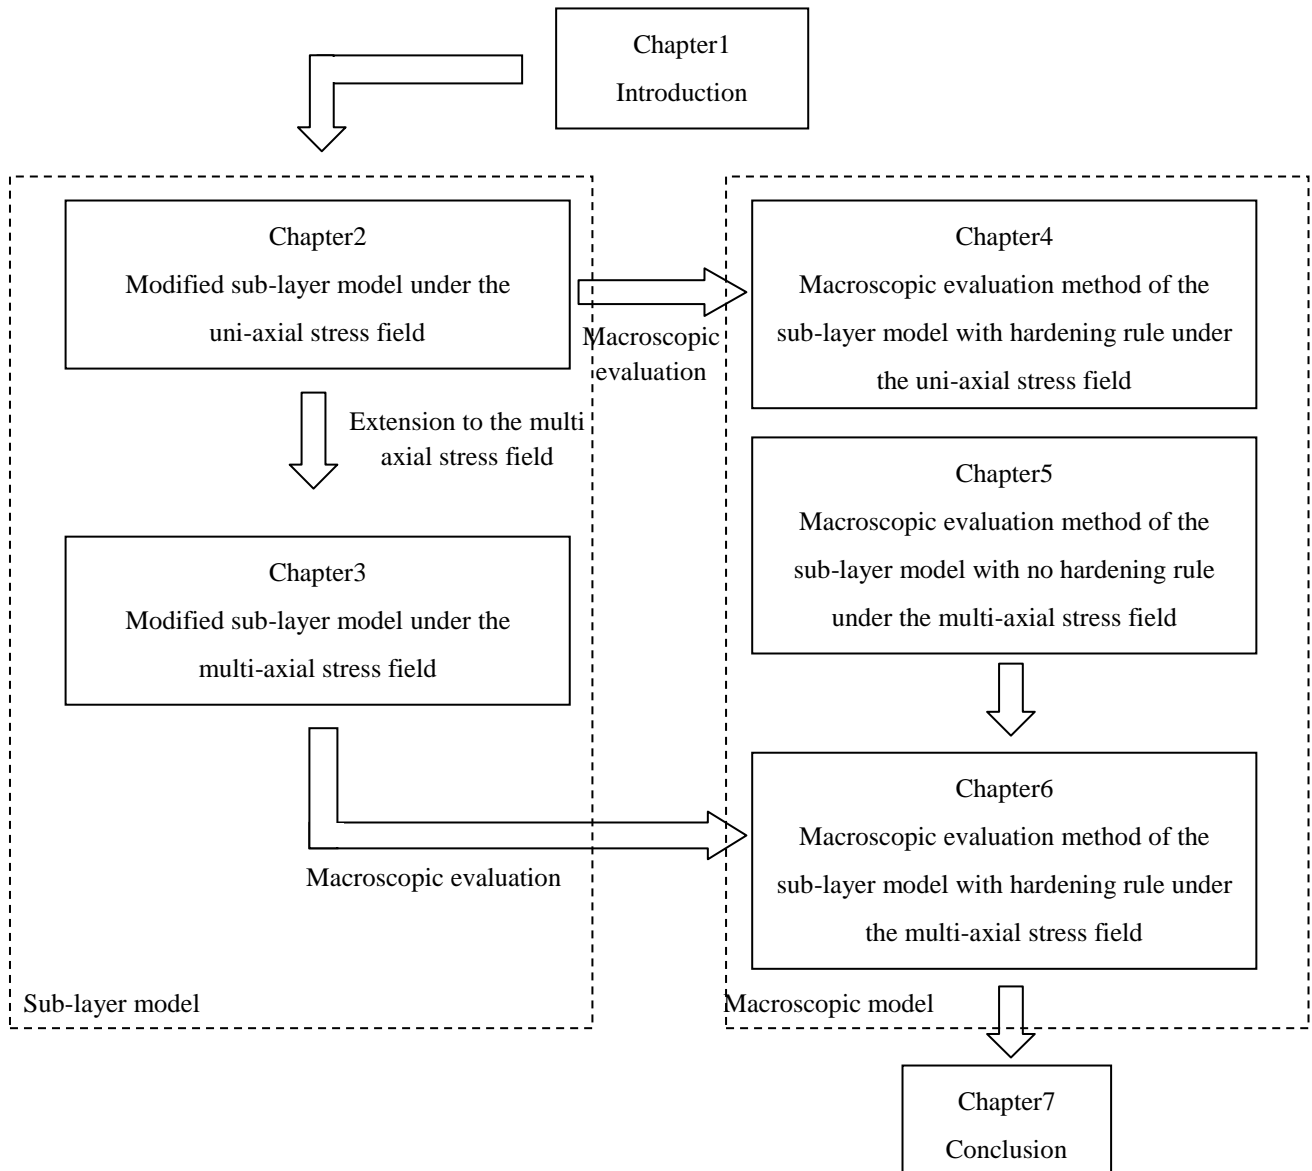 Chapter1
Introduction
Chapter2
Modified sub-layer model under the
uni-axial stress field
Extension to the multi
axial stress field
Chapter3
Modified sub-layer model under the
multi-axial stress field
Macroscopic evaluation
Sub-layer model
Macroscopic
evaluation
Chapter4
Macroscopic evaluation method of the
sub-layer model with hardening rule under
the uni-axial stress field
Chapter5
Macroscopic evaluation method of the
sub-layer model with no hardening rule
under the multi-axial stress field
Chapter6
Macroscopic evaluation method of the
sub-layer model with hardening rule under
the multi-axial stress field
Macroscopic model
Chapter7
Conclusion